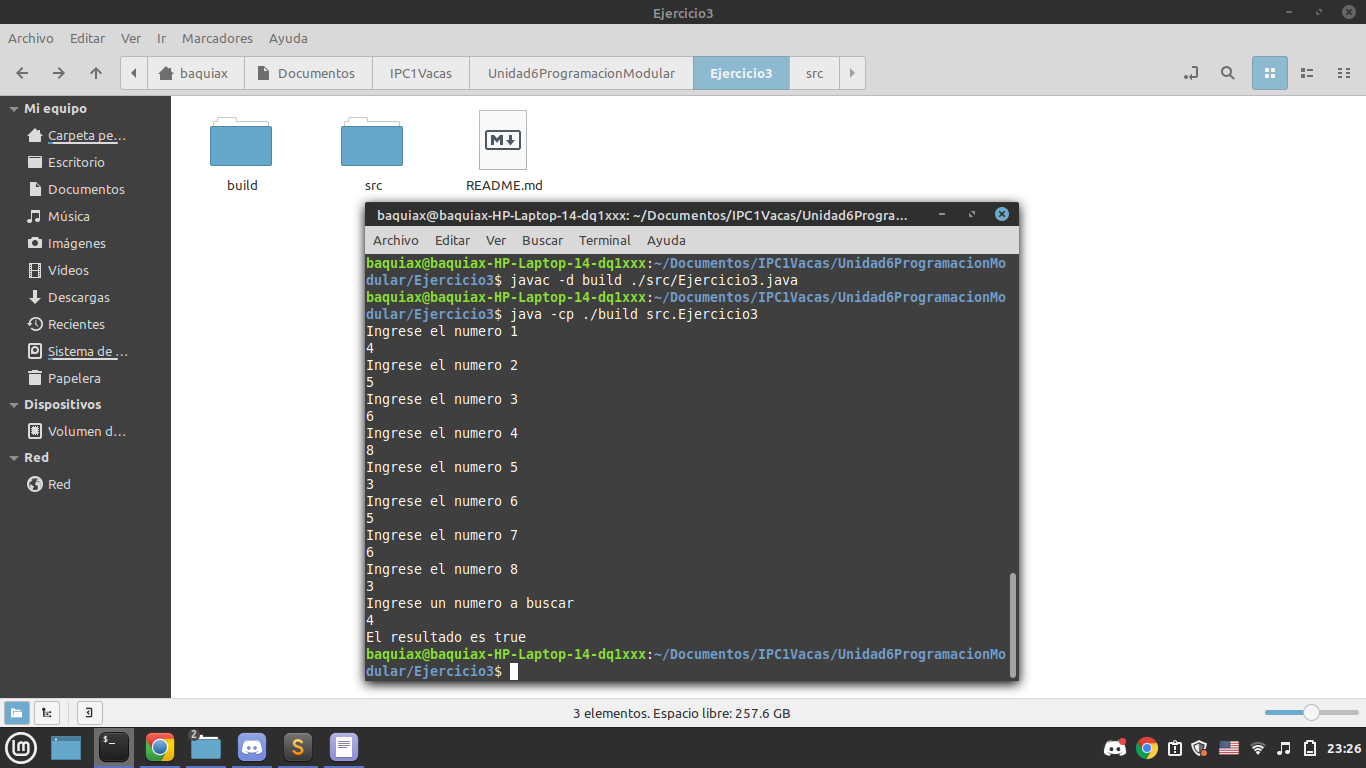 Ejercicio3
Archivo Editar Ver Ir Marcadores Ayuda
baquiax Documentos IPC1Vacas Unidad6ProgramacionModular Ejercicio3 src
Mi equipo
Carpeta pe...
Escritorio
Documentos
Música
Imágenes
Vídeos
Descargas
Recientes
Sistema de ...
Papelera
Dispositivos
Volumen d...
Red
Red
build
src
README.md
baquiax@baquiax-HP-Laptop-14-dq1xxx: ~/Documentos/IPC1Vacas/Unidad6Progra...
Archivo Editar Ver Buscar Terminal Ayuda
baquiax@baquiax-HP-Laptop-14-dq1xxx:~/Documentos/IPC1Vacas/Unidad6ProgramacionMo
dular/Ejercicio3$ javac -d build ./src/Ejercicio3.java
baquiax@baquiax-HP-Laptop-14-dq1xxx:~/Documentos/IPC1Vacas/Unidad6ProgramacionMo
dular/Ejercicio3$ java -cp ./build src.Ejercicio3
Ingrese el numero 1
4
Ingrese el numero 2
5
Ingrese el numero 3
6
Ingrese el numero 4
8
Ingrese el numero 5
3
Ingrese el numero 6
5
Ingrese el numero 7
6
Ingrese el numero 8
3
Ingrese un numero a buscar
4
El resultado es true
baquiax@baquiax-HP-Laptop-14-dq1xxx:~/Documentos/IPC1Vacas/Unidad6ProgramacionMo
dular/Ejercicio3$
3 elementos. Espacio libre: 257.6 GB
2
23:26